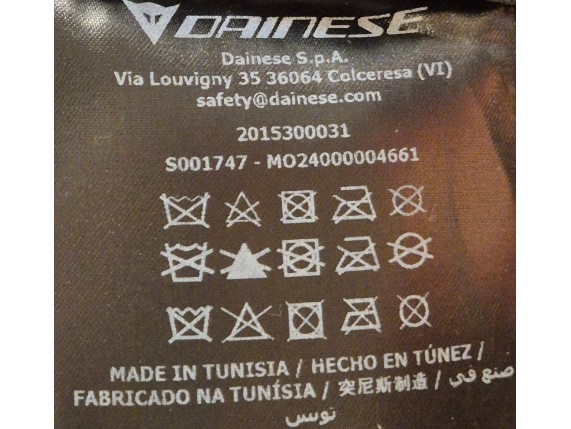 DAINESE
Dainese S.p.A.
Via Louvigny 35 36064 Colceresa (VI)
safety@dainese.com
2015300031
S001747 - MO24000004661
MADE IN TUNISIA / HECHO EN TÚNEZ /
FABRICADO NA TUNÍSIA / 突尼斯制造 / صنع في
تونس